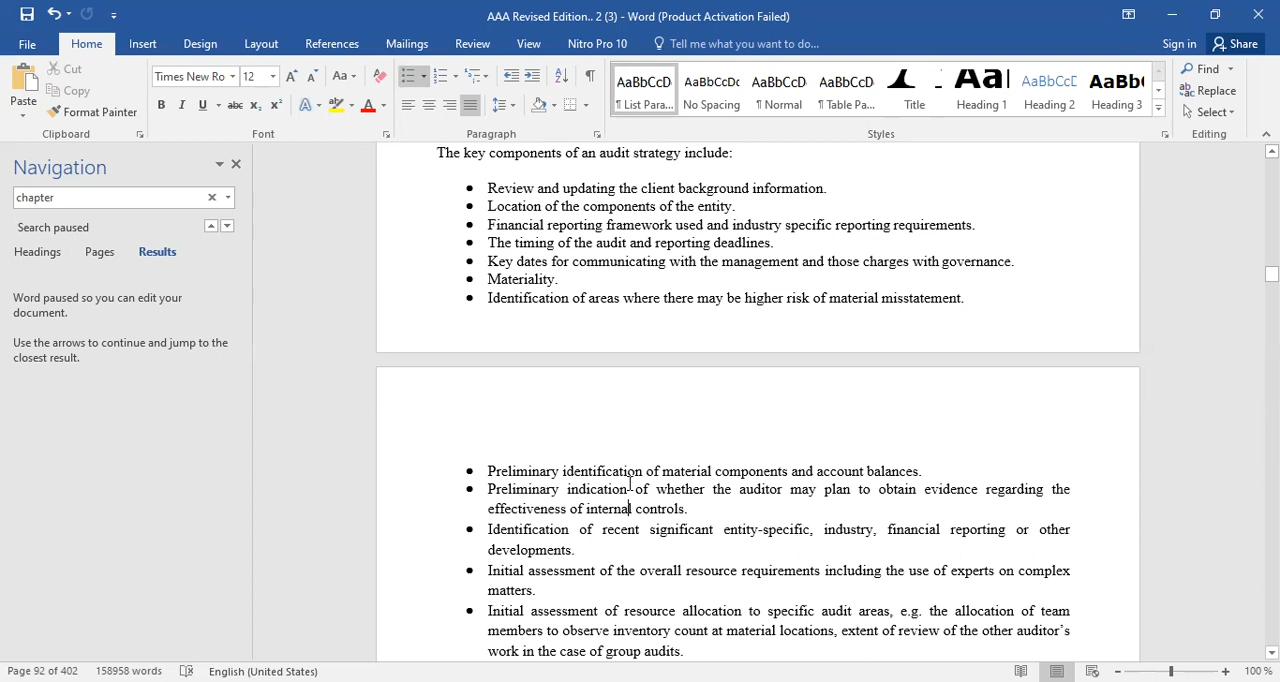 AAA Revised Edition.. 2 (3) - Word (Product Activation Failed)
File Home Insert Design Layout References Mailings Review View Nitro Pro 10 Tell me what you want to do... Sign in Share
Paste
Cut
Copy
Format Painter
Clipboard
Times New Ro 12
Font
Paragraph
AaBbCcD AaBbCcDc AaBbCcD AaBbCcD AaB AaBbCcD AaBbC
¶ List Para... No Spacing ¶ Normal ¶ Table Pa... Title Heading 1 Heading 2 Heading 3
Styles
Find
Replace
Select
Editing
Navigation
chapter
Search paused
Headings Pages Results
Word paused so you can edit your
document.
Use the arrows to continue and jump to the
closest result.
The key components of an audit strategy include:
• Review and updating the client background information.
• Location of the components of the entity.
• Financial reporting framework used and industry specific reporting requirements.
• The timing of the audit and reporting deadlines.
• Key dates for communicating with the management and those charges with governance.
• Materiality.
• Identification of areas where there may be higher risk of material misstatement.
• Preliminary identification of material components and account balances.
• Preliminary indication of whether the auditor may plan to obtain evidence regarding the
effectiveness of internal controls.
• Identification of recent significant entity-specific, industry, financial reporting or other
developments.
• Initial assessment of the overall resource requirements including the use of experts on complex
matters.
• Initial assessment of resource allocation to specific audit areas, e.g. the allocation of team
members to observe inventory count at material locations, extent of review of the other auditor's
work in the case of group audits.
Page 92 of 402 158958 words English (United States) 100 %